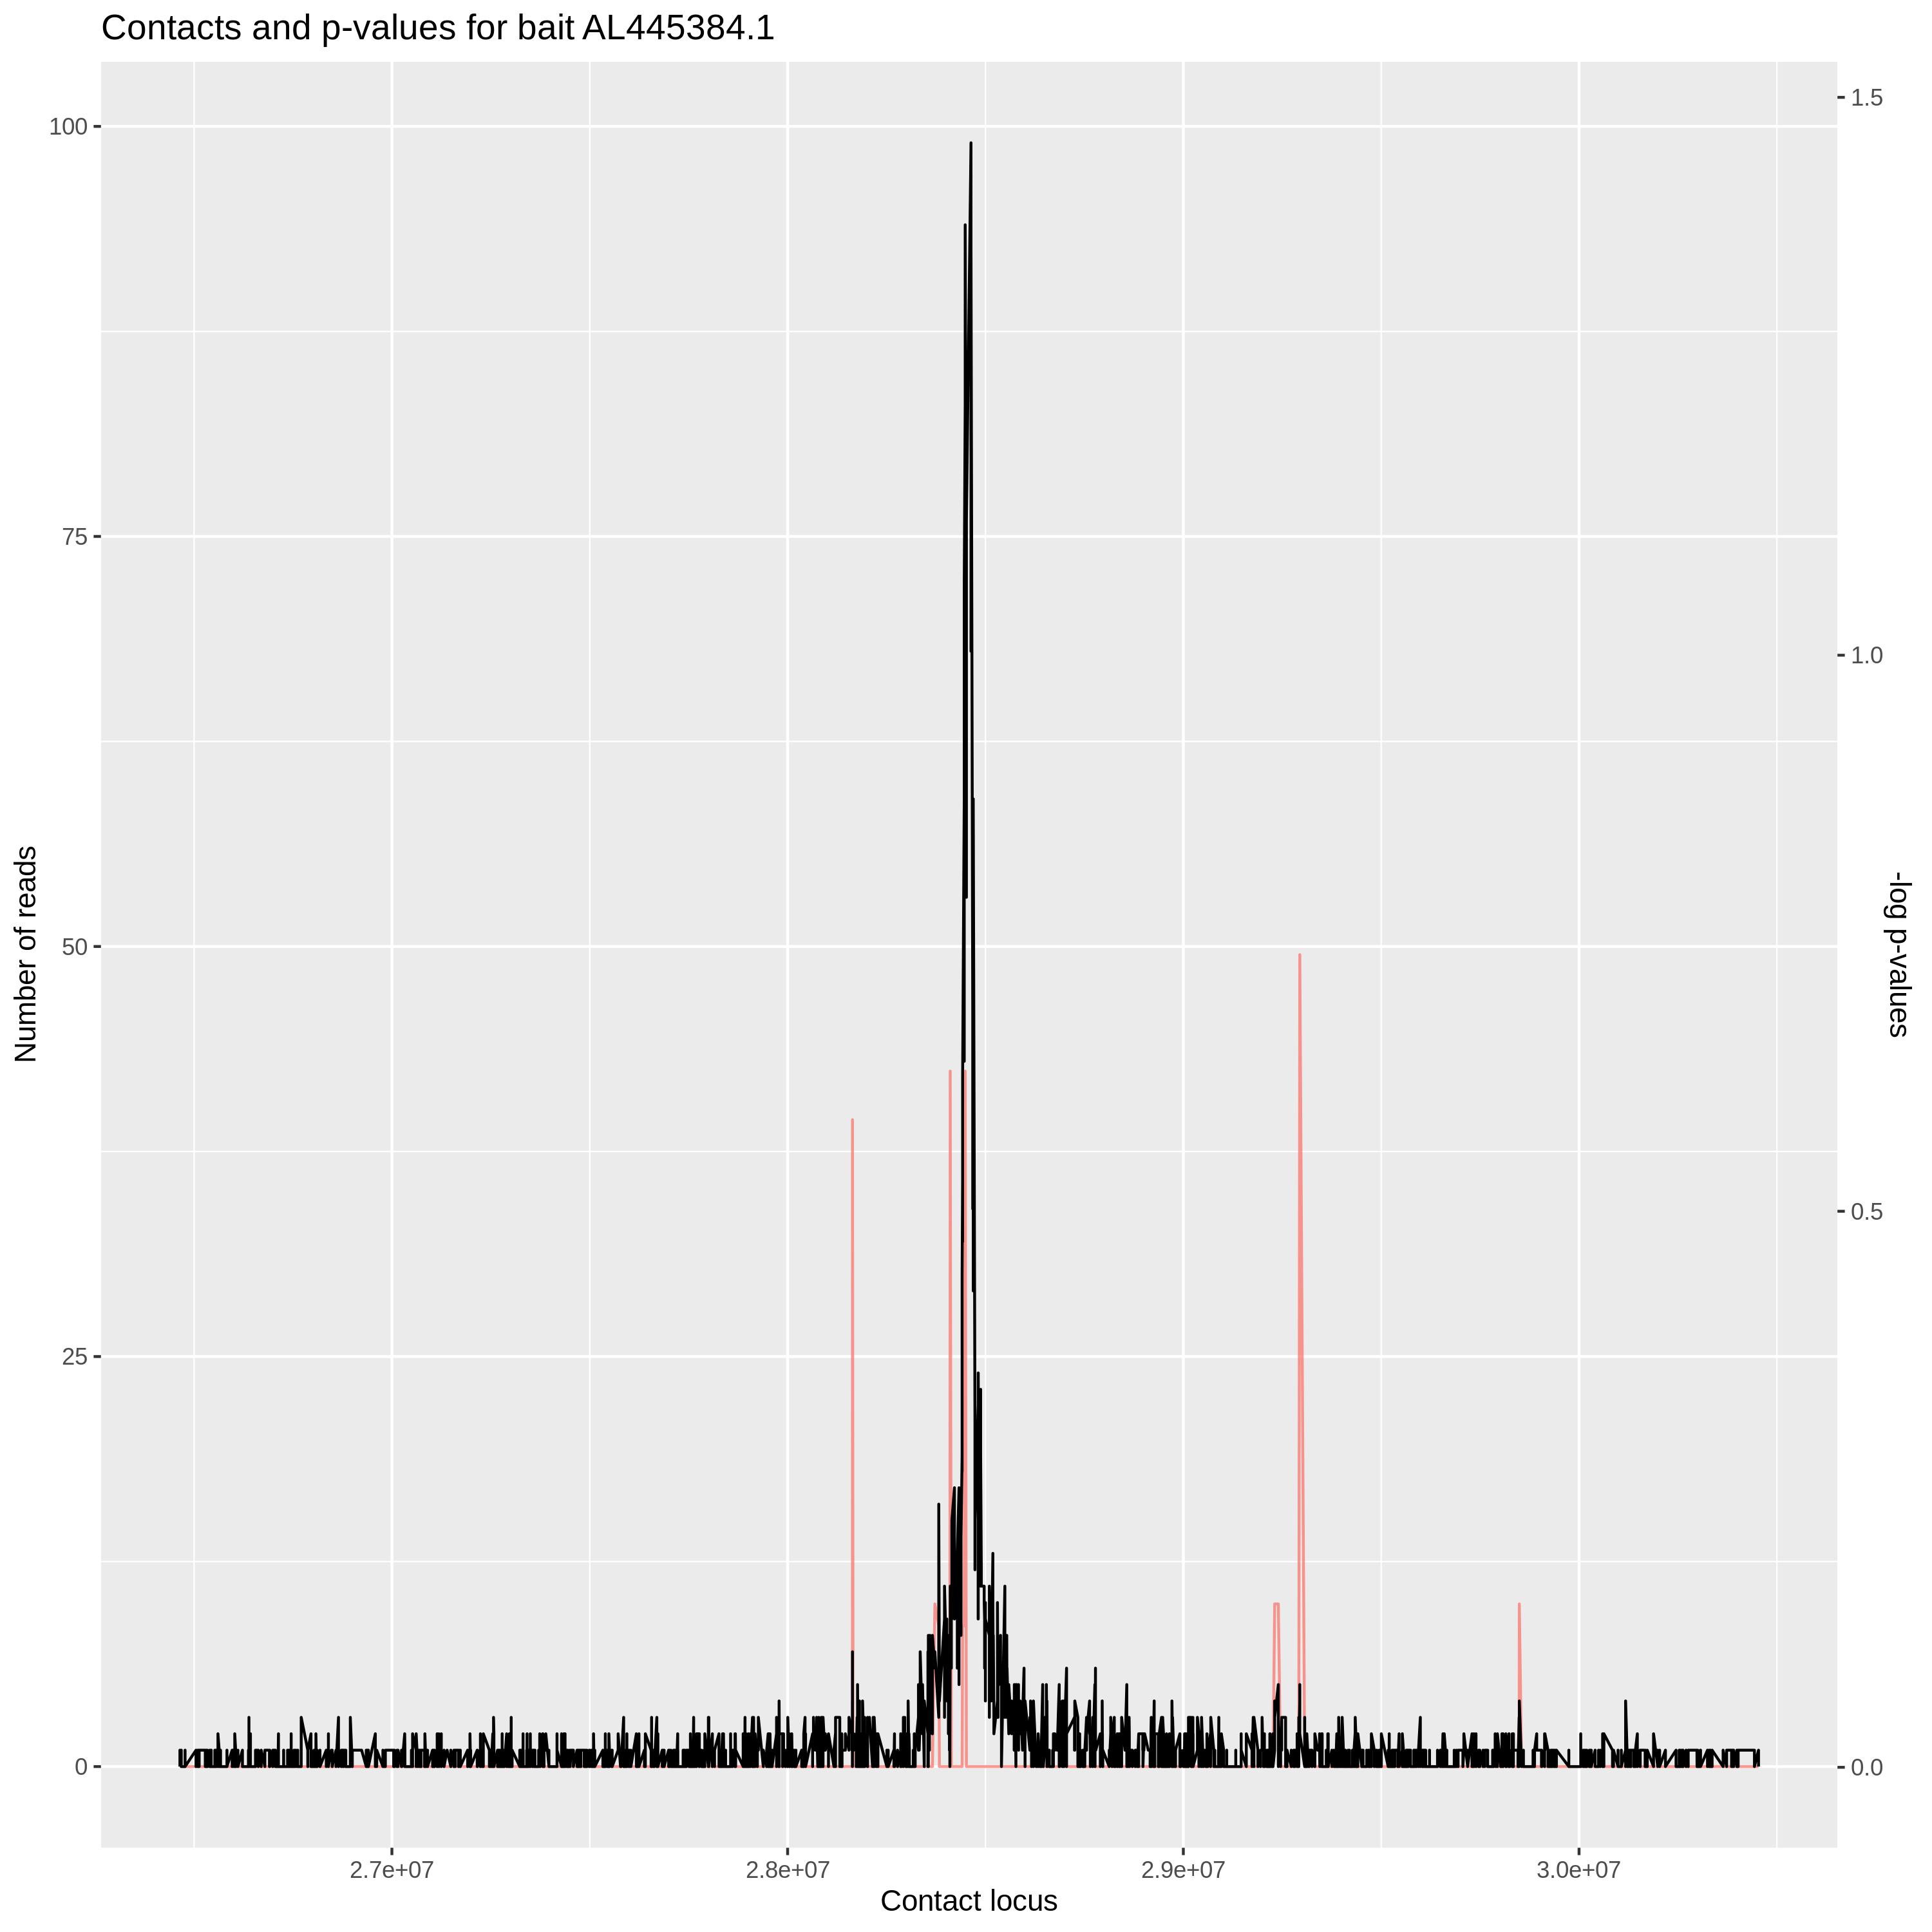 Contacts and p-values for bait AL445384.1
100
75
50
25
0
Number of reads
1.5
1.0
0.5
0.0
-log p-values
2.7e+07
2.8e+07
2.9e+07
3.0e+07
Contact locus